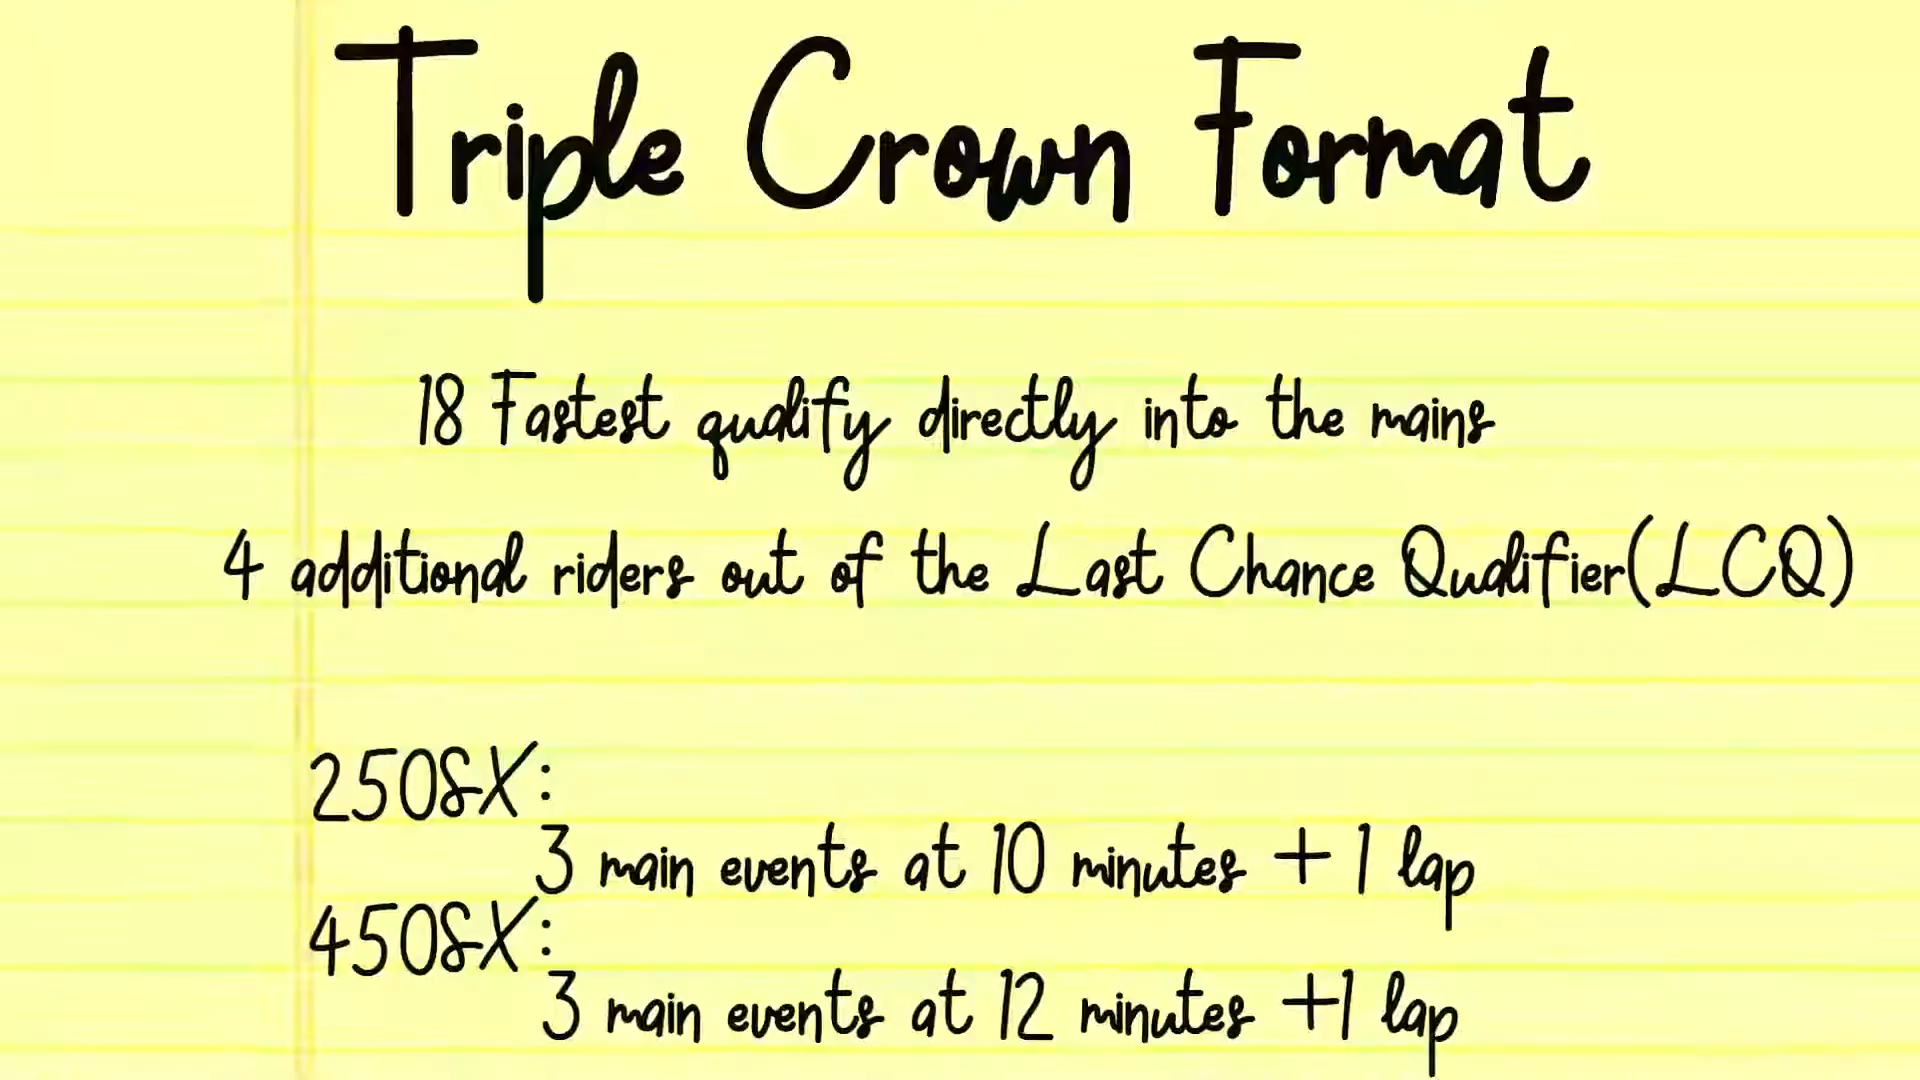 Triple Crown Format
18 Fastest qualify directly into the mains
4 additional riders out of the Last Chance Qualifier(LCQ)
250SX:
3 main events at 10 minutes + 1 lap
450SX:
3 main events at 12 minutes +1 lap